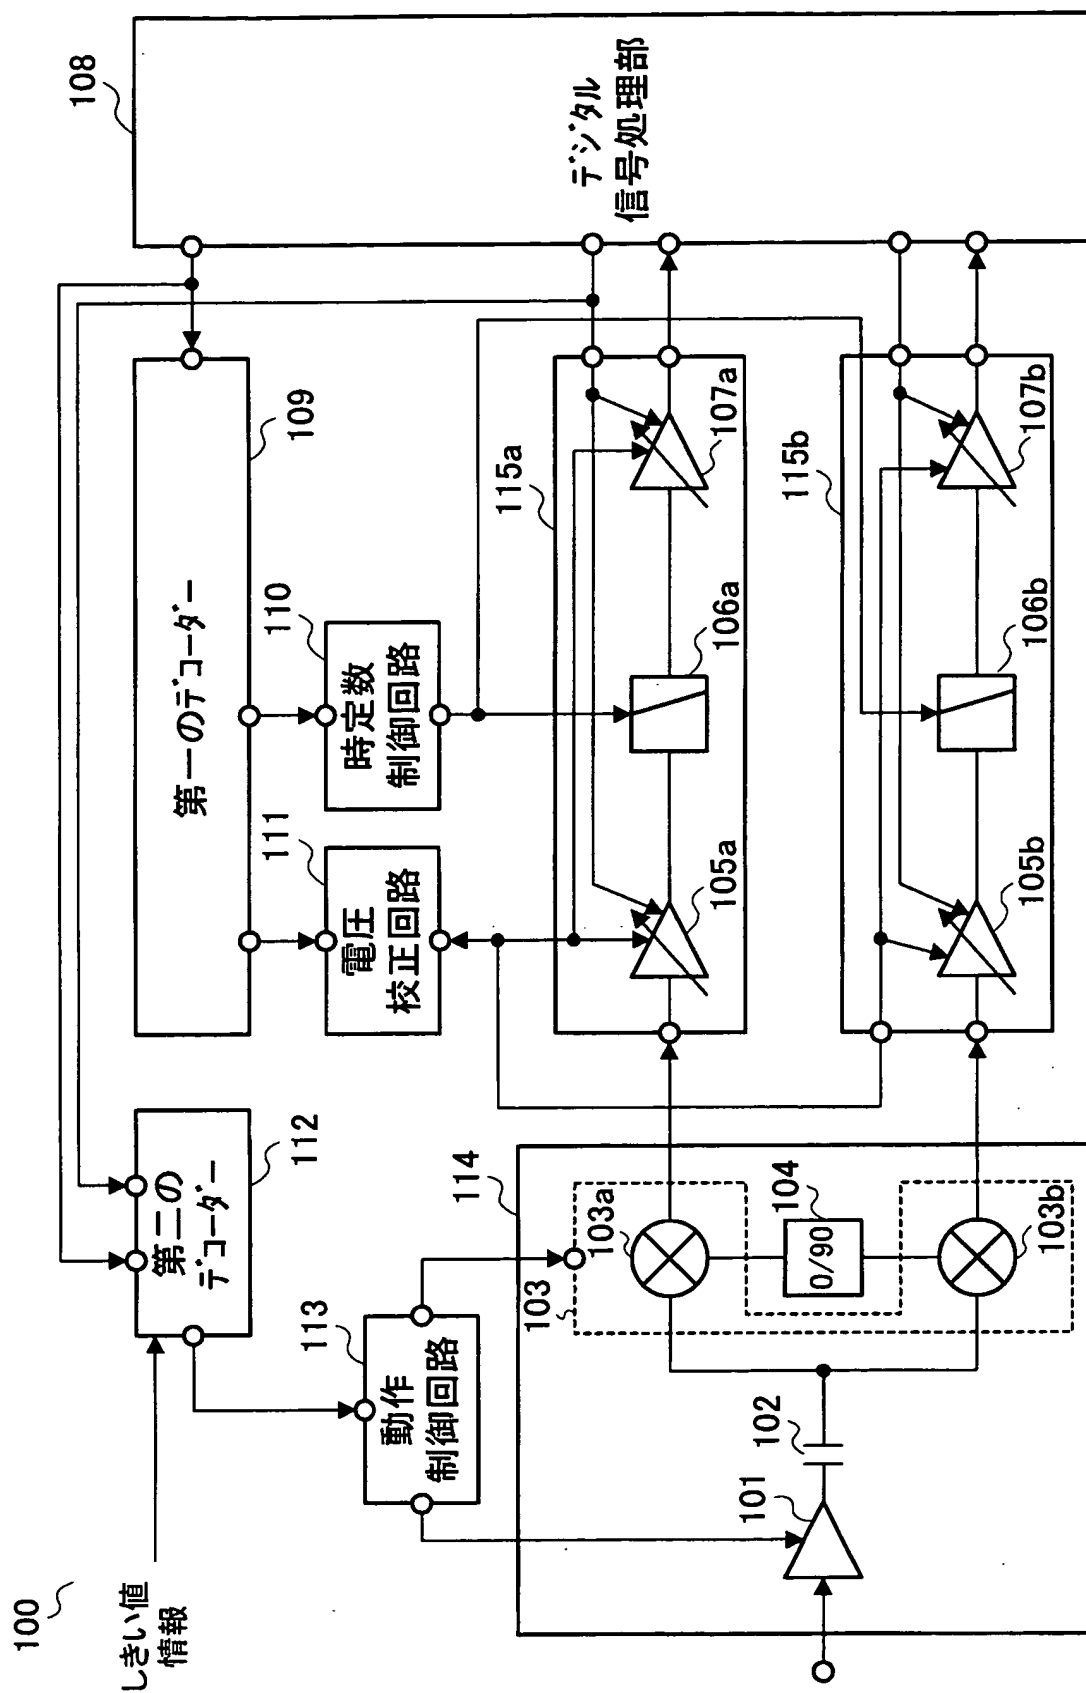 100
しきい値
情報
108
デジタル
信号処理部
第一のデコーダー
109
第二の
デコーダー
112
電圧
校正回路
111
時定数
制御回路
110
動作
制御回路
113
114
103
103a
103b
104
0/90
101
102
115a
105a
106a
107a
115b
105b
106b
107b